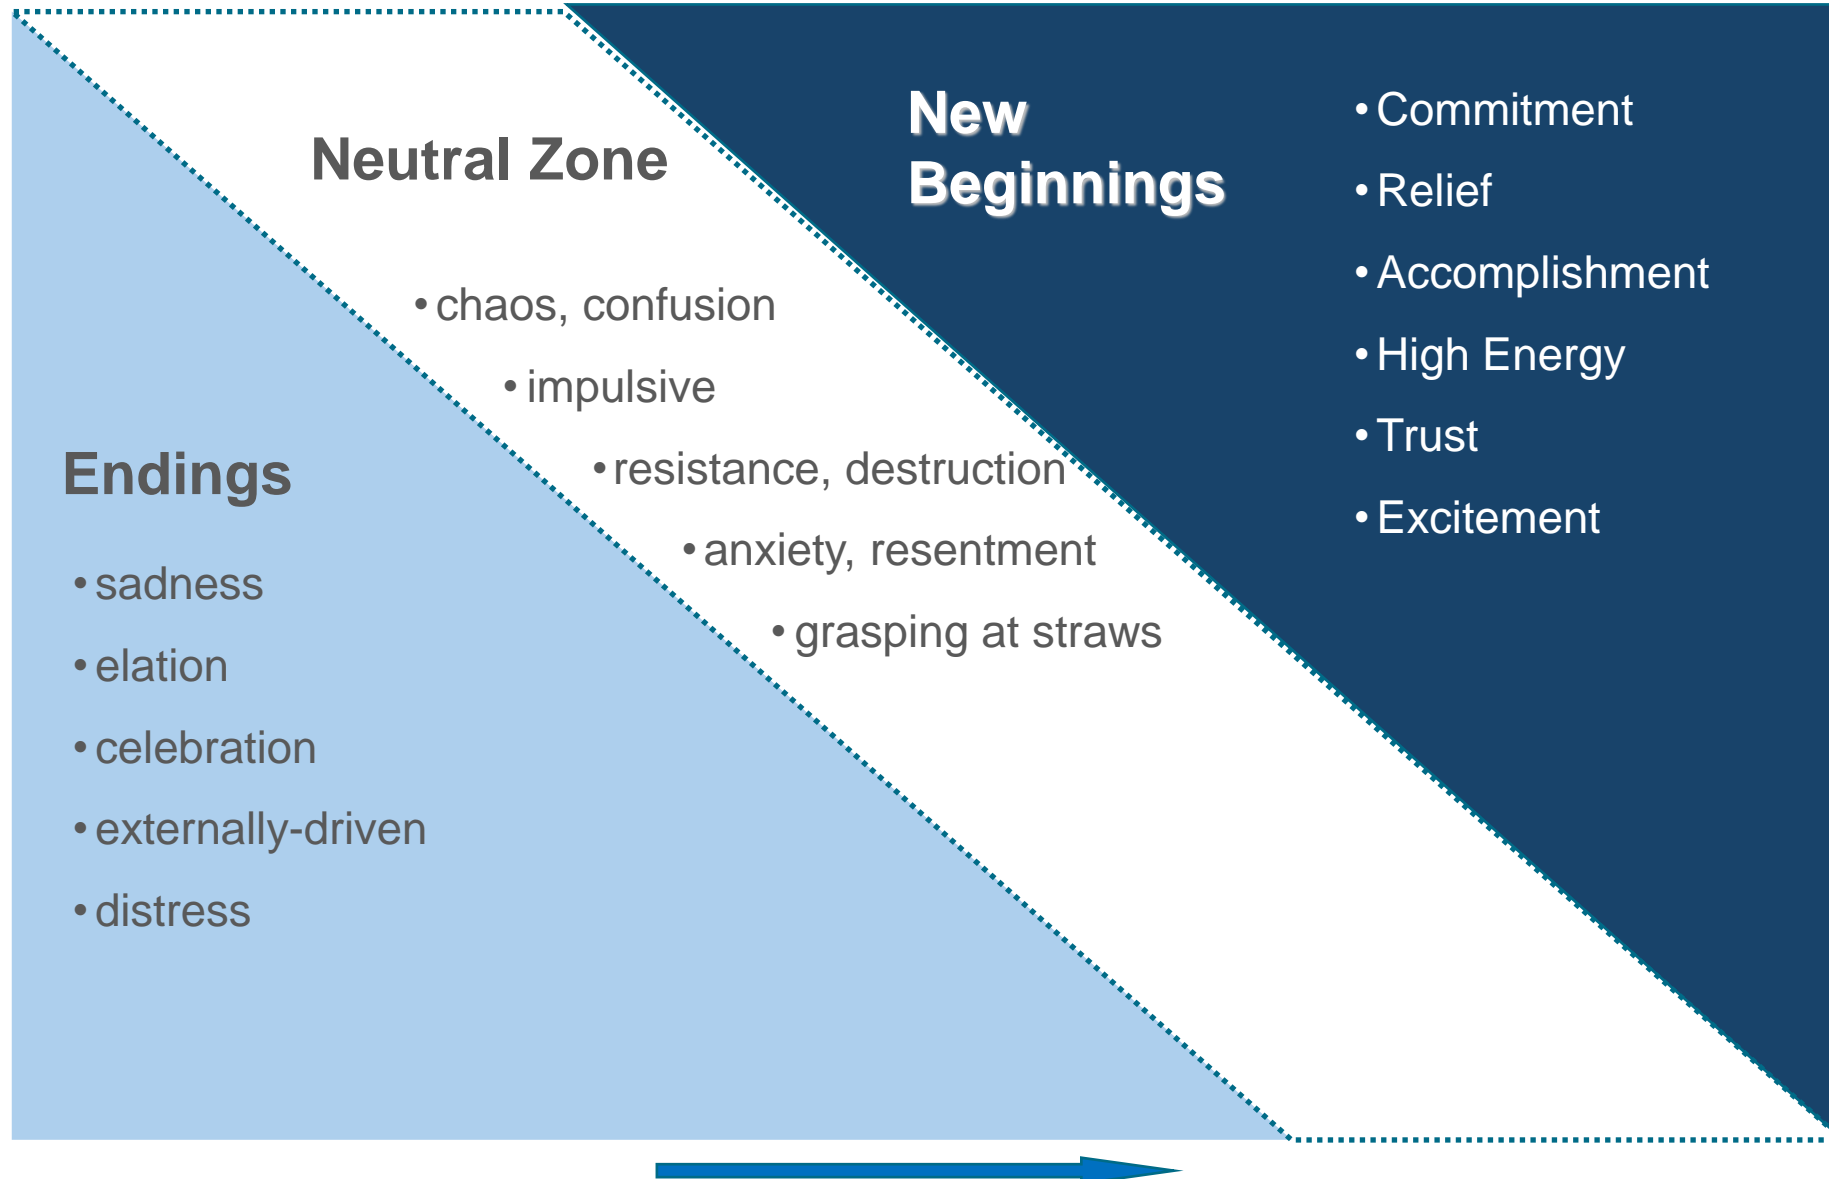 Endings
• sadness
• elation
• celebration
• externally-driven
• distress
Neutral Zone
• chaos, confusion
• impulsive
• resistance, destruction
• anxiety, resentment
• grasping at straws
New
Beginnings
• Commitment
• Relief
• Accomplishment
• High Energy
• Trust
• Excitement